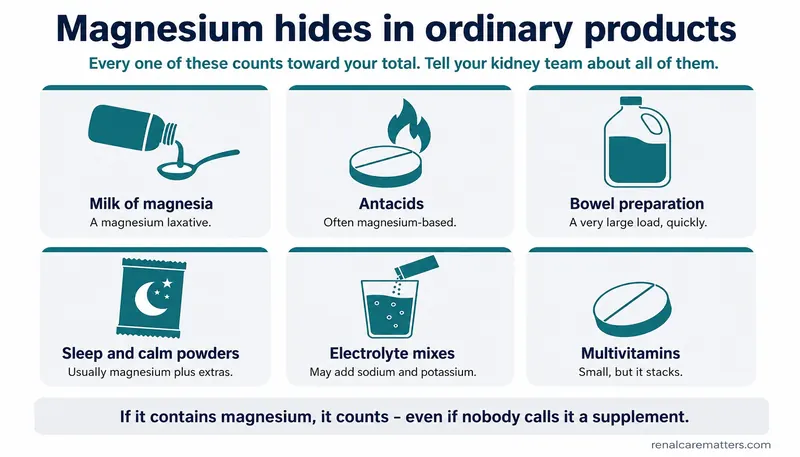 Magnesium hides in ordinary products
Every one of these counts toward your total. Tell your kidney team about all of them.
Milk of magnesia
A magnesium laxative.
Antacids
Often magnesium-based.
Bowel preparation
A very large load, quickly.
Sleep and calm powders
Usually magnesium plus extras.
Electrolyte mixes
May add sodium and potassium.
Multivitamins
Small, but it stacks.
If it contains magnesium, it counts – even if nobody calls it a supplement.
renalcarematters.com